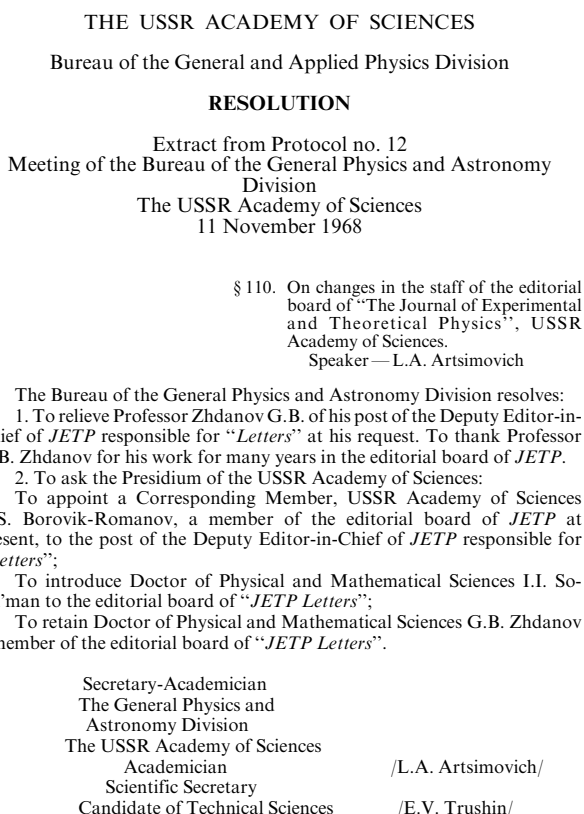 THE USSR ACADEMY OF SCIENCES
Bureau of the General and Applied Physics Division
RESOLUTION
Extract from Protocol no. 12
Meeting of the Bureau of the General Physics and Astronomy
Division
The USSR Academy of Sciences
11 November 1968
§ 110. On changes in the staff of the editorial
board of ‘‘The Journal of Experimental
and Theoretical Physics’’, USSR
Academy of Sciences.
Speaker — L.A. Artsimovich
The Bureau of the General Physics and Astronomy Division resolves:
1. To relieve Professor Zhdanov G.B. of his post of the Deputy Editor-in-
ief of JETP responsible for ‘‘Letters’’ at his request. To thank Professor
B. Zhdanov for his work for many years in the editorial board of JETP.
2. To ask the Presidium of the USSR Academy of Sciences:
To appoint a Corresponding Member, USSR Academy of Sciences
S. Borovik-Romanov, a member of the editorial board of JETP at
esent, to the post of the Deputy Editor-in-Chief of JETP responsible for
etters’’;
To introduce Doctor of Physical and Mathematical Sciences I.I. So-
’man to the editorial board of ‘‘JETP Letters’’;
To retain Doctor of Physical and Mathematical Sciences G.B. Zhdanov
member of the editorial board of ‘‘JETP Letters’’.
Secretary-Academician
The General Physics and
Astronomy Division
The USSR Academy of Sciences
Academician /L.A. Artsimovich/
Scientific Secretary
Candidate of Technical Sciences /E.V. Trushin/